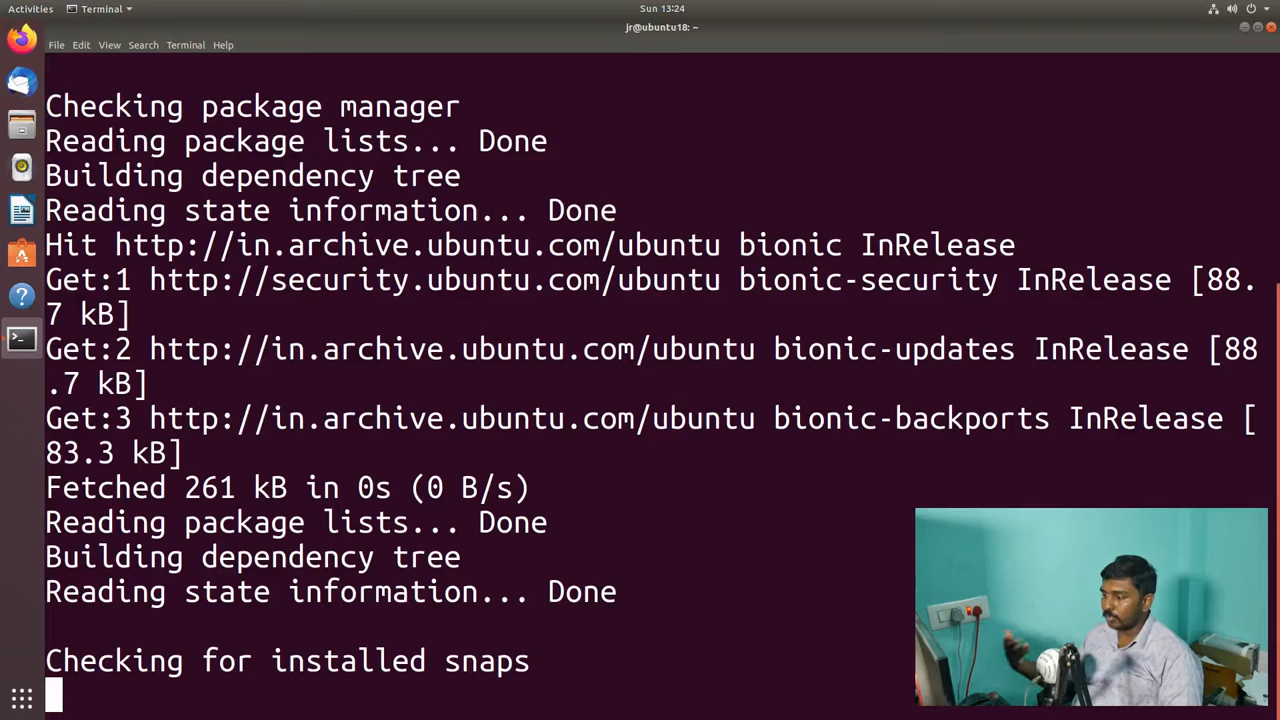 Activities Terminal Sun 13:24
jr@ubuntu18: ~
File Edit View Search Terminal Help
Checking package manager
Reading package lists... Done
Building dependency tree
Reading state information... Done
Hit http://in.archive.ubuntu.com/ubuntu bionic InRelease
Get:1 http://security.ubuntu.com/ubuntu bionic-security InRelease [88.
7 kB]
Get:2 http://in.archive.ubuntu.com/ubuntu bionic-updates InRelease [88
.7 kB]
Get:3 http://in.archive.ubuntu.com/ubuntu bionic-backports InRelease [
83.3 kB]
Fetched 261 kB in 0s (0 B/s)
Reading package lists... Done
Building dependency tree
Reading state information... Done
Checking for installed snaps